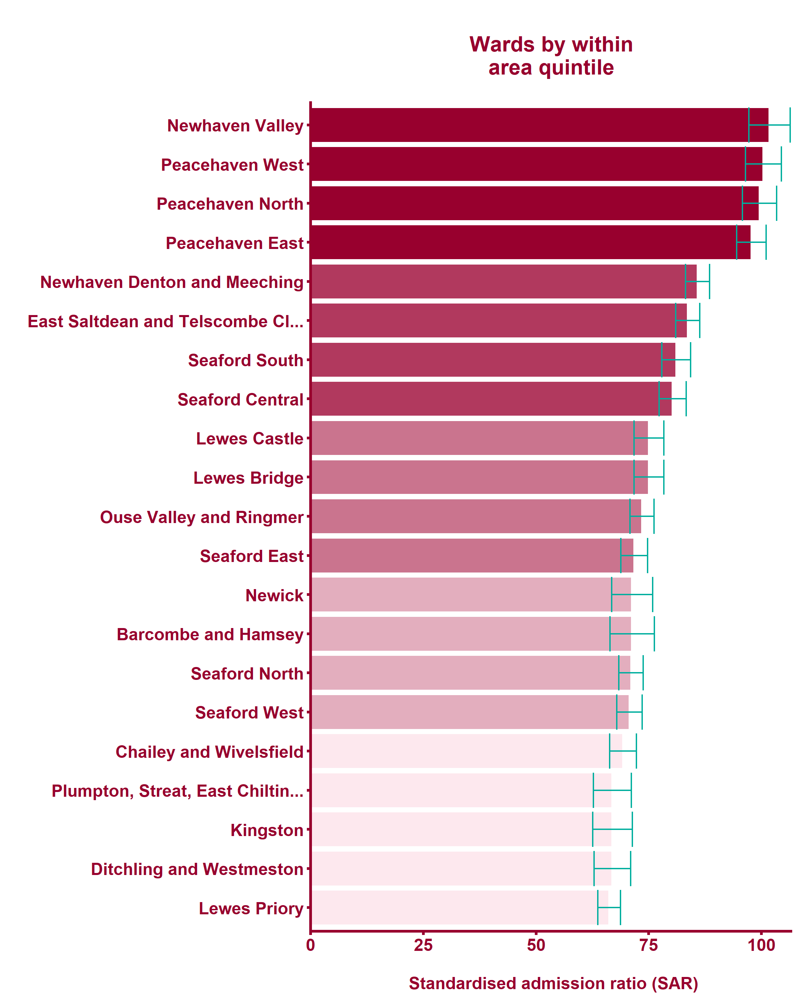 Wards by within
area quintile
Newhaven Valley
Peacehaven West
Peacehaven North
Peacehaven East
Newhaven Denton and Meeching
East Saltdean and Telscombe Cl...
Seaford South
Seaford Central
Lewes Castle
Lewes Bridge
Ouse Valley and Ringmer
Seaford East
Newick
Barcombe and Hamsey
Seaford North
Seaford West
Chailey and Wivelsfield
Plumpton, Streat, East Chiltin...
Kingston
Ditchling and Westmeston
Lewes Priory
0 25 50 75 100
Standardised admission ratio (SAR)